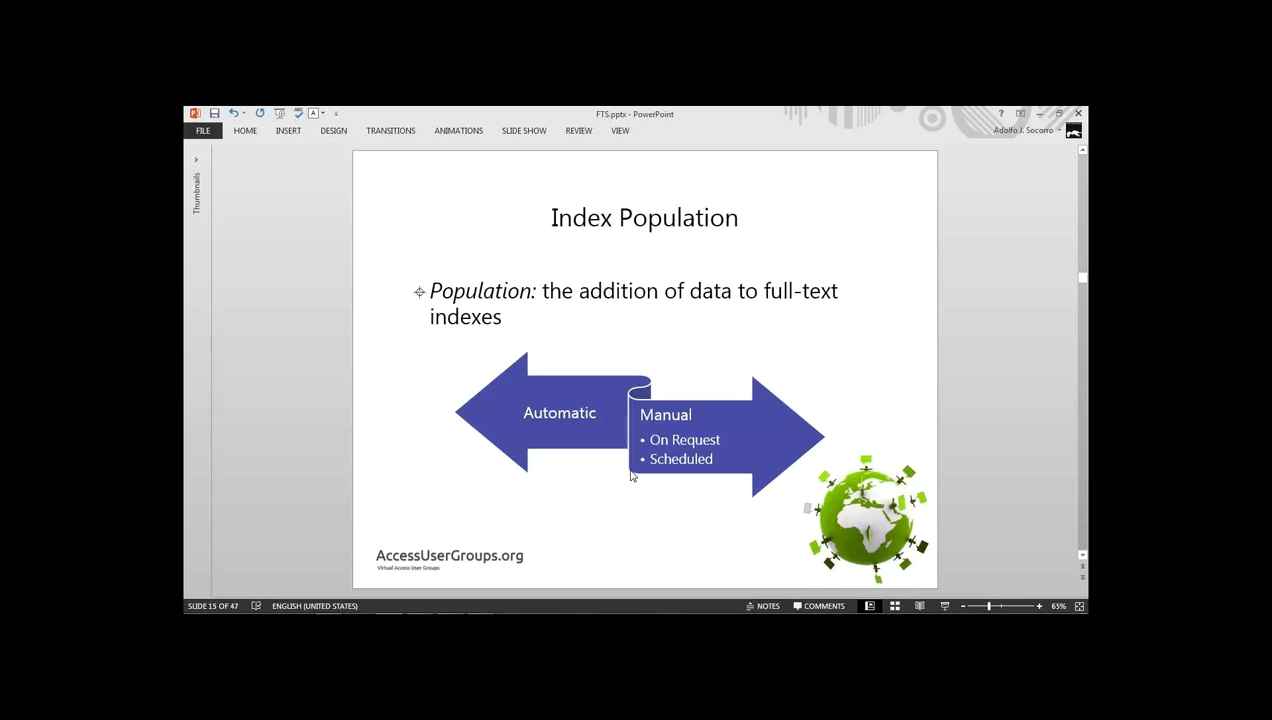 FTS.pptx - PowerPoint
FILE HOME INSERT DESIGN TRANSITIONS ANIMATIONS SLIDE SHOW REVIEW VIEW
Adolfo J. Socorro
Thumbnails
Index Population
Population: the addition of data to full-text
indexes
Automatic
Manual
• On Request
• Scheduled
AccessUserGroups.org
Virtual Access User Groups
SLIDE 15 OF 47 ENGLISH (UNITED STATES) NOTES COMMENTS 65%